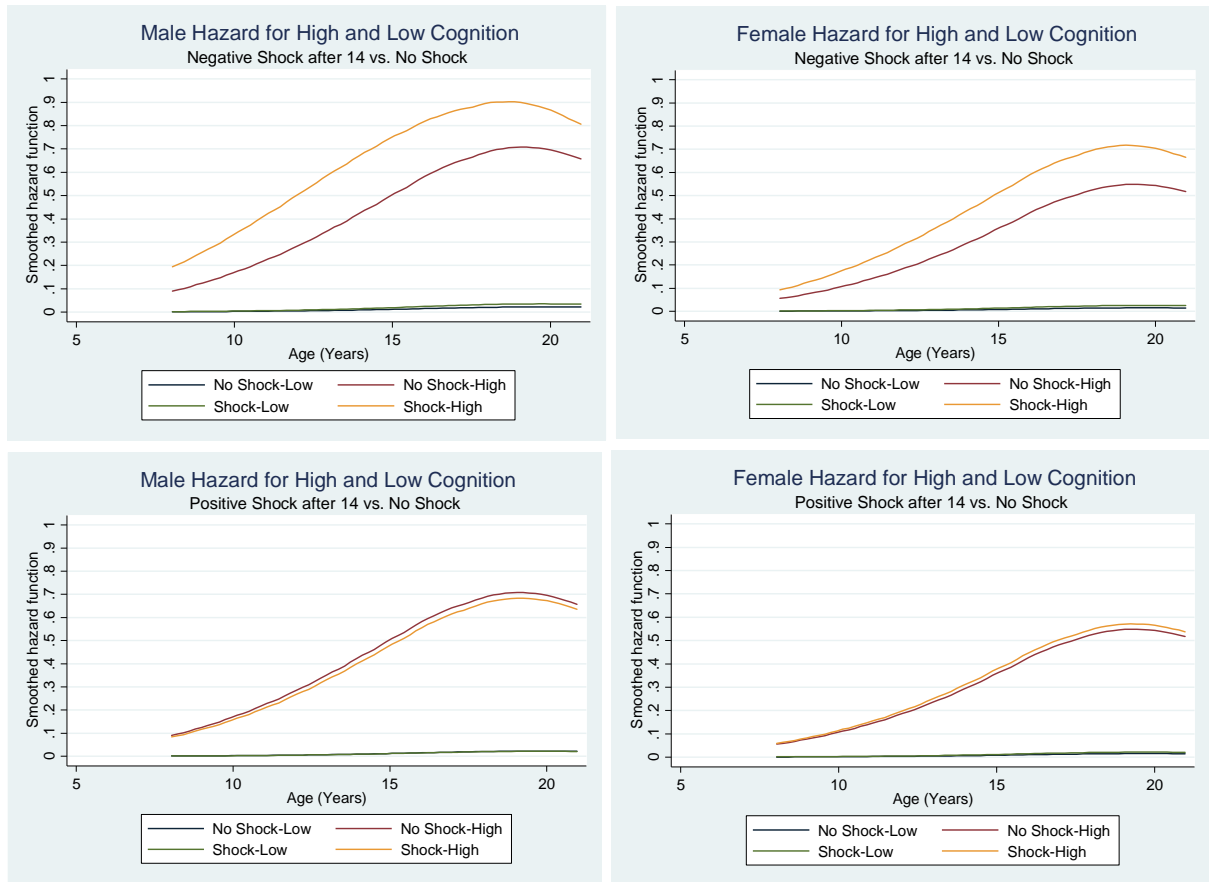 Male Hazard for High and Low Cognition
Negative Shock after 14 vs. No Shock
Smoothed hazard function
1
.9
.8
.7
.6
.5
.4
.3
.2
.1
0
5 10 15 20
Age (Years)
No Shock-Low No Shock-High
Shock-Low Shock-High
Female Hazard for High and Low Cognition
Negative Shock after 14 vs. No Shock
Smoothed hazard function
1
.9
.8
.7
.6
.5
.4
.3
.2
.1
0
5 10 15 20
Age (Years)
No Shock-Low No Shock-High
Shock-Low Shock-High
Male Hazard for High and Low Cognition
Positive Shock after 14 vs. No Shock
Smoothed hazard function
1
.9
.8
.7
.6
.5
.4
.3
.2
.1
0
5 10 15 20
Age (Years)
No Shock-Low No Shock-High
Shock-Low Shock-High
Female Hazard for High and Low Cognition
Positive Shock after 14 vs. No Shock
Smoothed hazard function
1
.9
.8
.7
.6
.5
.4
.3
.2
.1
0
5 10 15 20
Age (Years)
No Shock-Low No Shock-High
Shock-Low Shock-High